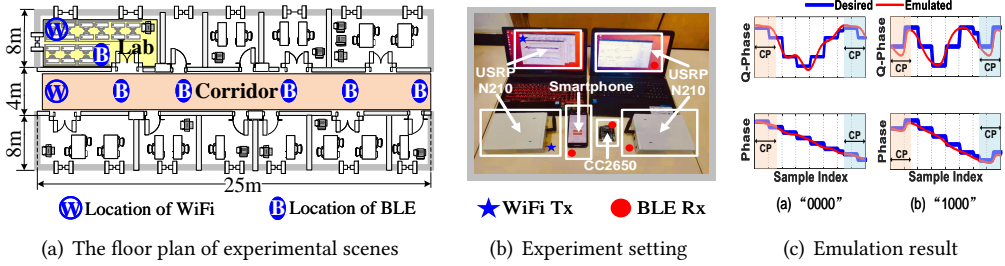 8m
4m
8m
W
Lab
B
W
B
B
Corridor
B
B
B
25m
W Location of WiFi
B Location of BLE
(a) The floor plan of experimental scenes
USRP
N210
Smartphone
USRP
N210
CC2650
WiFi Tx
BLE Rx
(b) Experiment setting
Desired
Emulated
Q-Phase
CP
CP
Q-Phase
CP
CP
Phase
CP
CP
Phase
CP
CP
Sample Index
Sample Index
(a) “0000”
(b) “1000”
(c) Emulation result